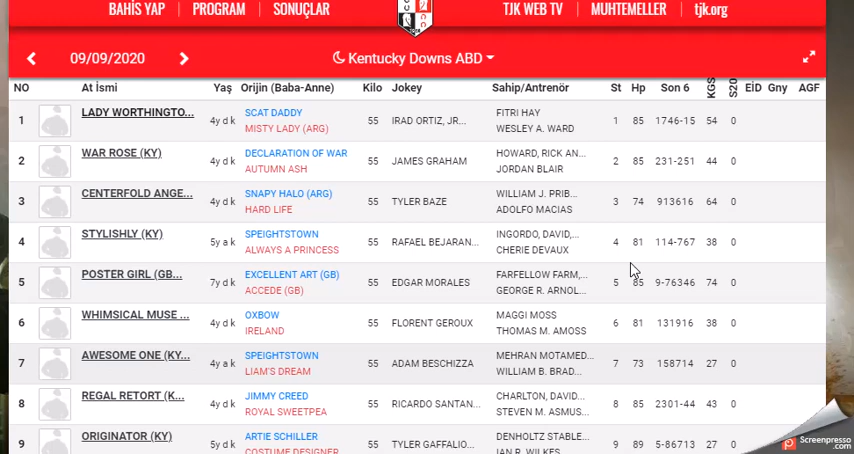 BAHİS YAP PROGRAM SONUÇLAR TJK WEB TV MUHTEMELLER tjk.org
09/09/2020 Kentucky Downs ABD
NO At İsmi Yaş Orijin (Baba-Anne) Kilo Jokey Sahip/Antrenör St Hp Son 6 KGS S20 EİD Gny AGF
1 LADY WORTHINGTO... 4y d k SCAT DADDY 55 IRAD ORTIZ, JR... FITRI HAY 1 85 1746-15 54 0
MISTY LADY (ARG) WESLEY A. WARD
2 WAR ROSE (KY) 4y d k DECLARATION OF WAR 55 JAMES GRAHAM HOWARD, RICK AN... 2 85 231-251 44 0
AUTUMN ASH JORDAN BLAIR
3 CENTERFOLD ANGE... 4y d k SNAPY HALO (ARG) 55 TYLER BAZE WILLIAM J. PRIB... 3 74 913616 64 0
HARD LIFE ADOLFO MACIAS
4 STYLISHLY (KY) 5y a k SPEIGHTSTOWN 55 RAFAEL BEJARAN... INGORDO, DAVID,... 4 81 114-767 38 0
ALWAYS A PRINCESS CHERIE DEVAUX
5 POSTER GIRL (GB... 7y d k EXCELLENT ART (GB) 55 EDGAR MORALES FARFELLOW FARM,... 5 85 9-76346 74 0
ACCEDE (GB) GEORGE R. ARNOL...
6 WHIMSICAL MUSE ... 4y d k OXBOW 55 FLORENT GEROUX MAGGI MOSS 6 81 131916 38 0
IRELAND THOMAS M. AMOSS
7 AWESOME ONE (KY... 4y a k SPEIGHTSTOWN 55 ADAM BESCHIZZA MEHRAN MOTAMED... 7 73 158714 27 0
LIAM'S DREAM WILLIAM B. BRAD...
8 REGAL RETORT (K... 4y d k JIMMY CREED 55 RICARDO SANTAN... CHARLTON, DAVID... 8 85 2301-44 43 0
ROYAL SWEETPEA STEVEN M. ASMUS...
9 ORIGINATOR (KY) 5y d k ARTIE SCHILLER 55 TYLER GAFFALIO... DENHOLTZ STABLE... 9 89 5-86713 27 0
COSTUME DESIGNER IAN R. WILKES
Screenpresso
.com